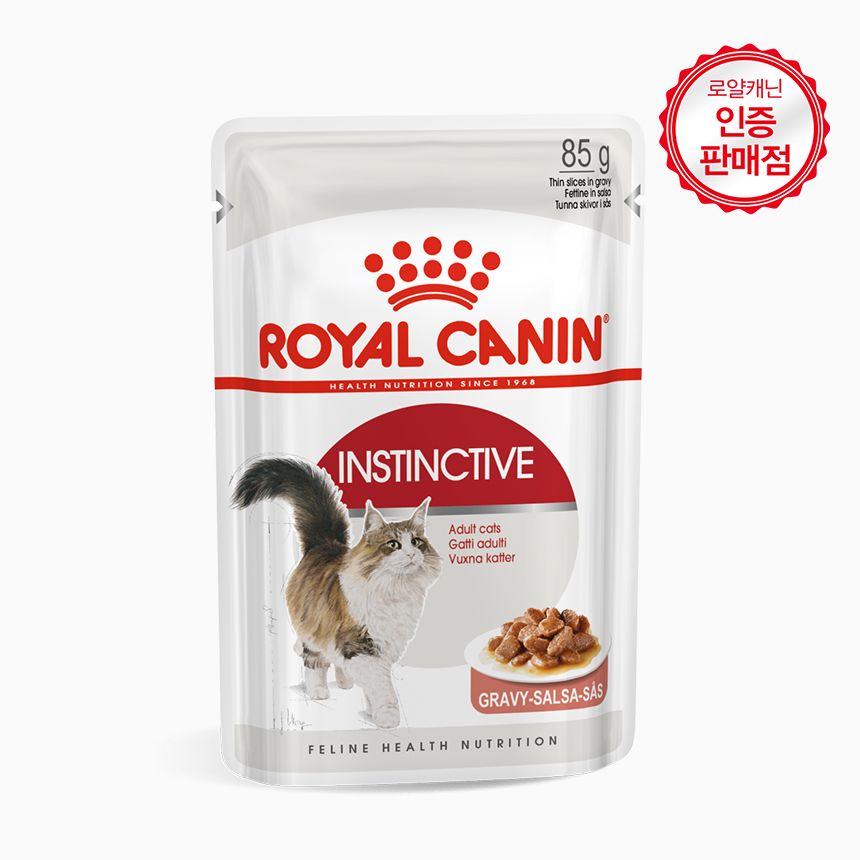 로얄캐닌
인증
판매점
85 g
Thin slices in gravy
Fettine in salsa
Tunna skivor i sås
ROYAL CANIN®
HEALTH NUTRITION SINCE 1968
INSTINCTIVE
Adult cats
Gatti adulti
Vuxna katter
GRAVY-SALSA-SÅS
FELINE HEALTH NUTRITION